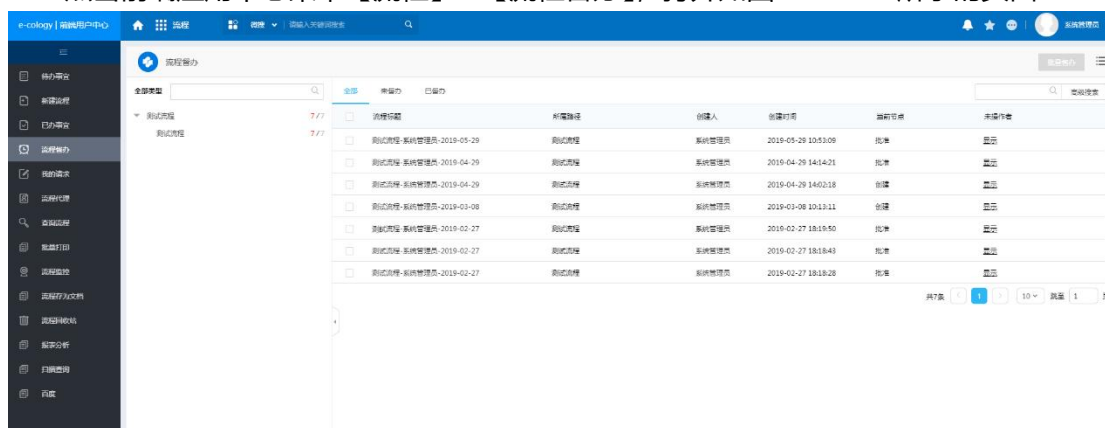 e-cology | 前端用户中心 流程 微搜 请输入关键词搜索 系统管理员
流程督办 批量督办
待办事宜
新建流程
已办事宜
流程督办
我的请求
流程代理
查询流程
批量打印
流程监控
流程存为文档
流程回收站
报表分析
归档查询
百度
全部类型
测试流程 7/7
测试流程 7/7
全部 未督办 已督办 高级搜索
流程标题 所属路径 创建人 创建时间 当前节点 未操作者
测试流程-系统管理员-2019-05-29 测试流程 系统管理员 2019-05-29 10:53:09 批准 显示
测试流程-系统管理员-2019-04-29 测试流程 系统管理员 2019-04-29 14:14:21 批准 显示
测试流程-系统管理员-2019-04-29 测试流程 系统管理员 2019-04-29 14:02:18 创建 显示
测试流程-系统管理员-2019-03-08 测试流程 系统管理员 2019-03-08 10:13:11 创建 显示
测试流程-系统管理员-2019-02-27 测试流程 系统管理员 2019-02-27 18:19:50 批准 显示
测试流程-系统管理员-2019-02-27 测试流程 系统管理员 2019-02-27 18:18:43 批准 显示
测试流程-系统管理员-2019-02-27 测试流程 系统管理员 2019-02-27 18:18:28 批准 显示
共7条 1 10 跳至 1